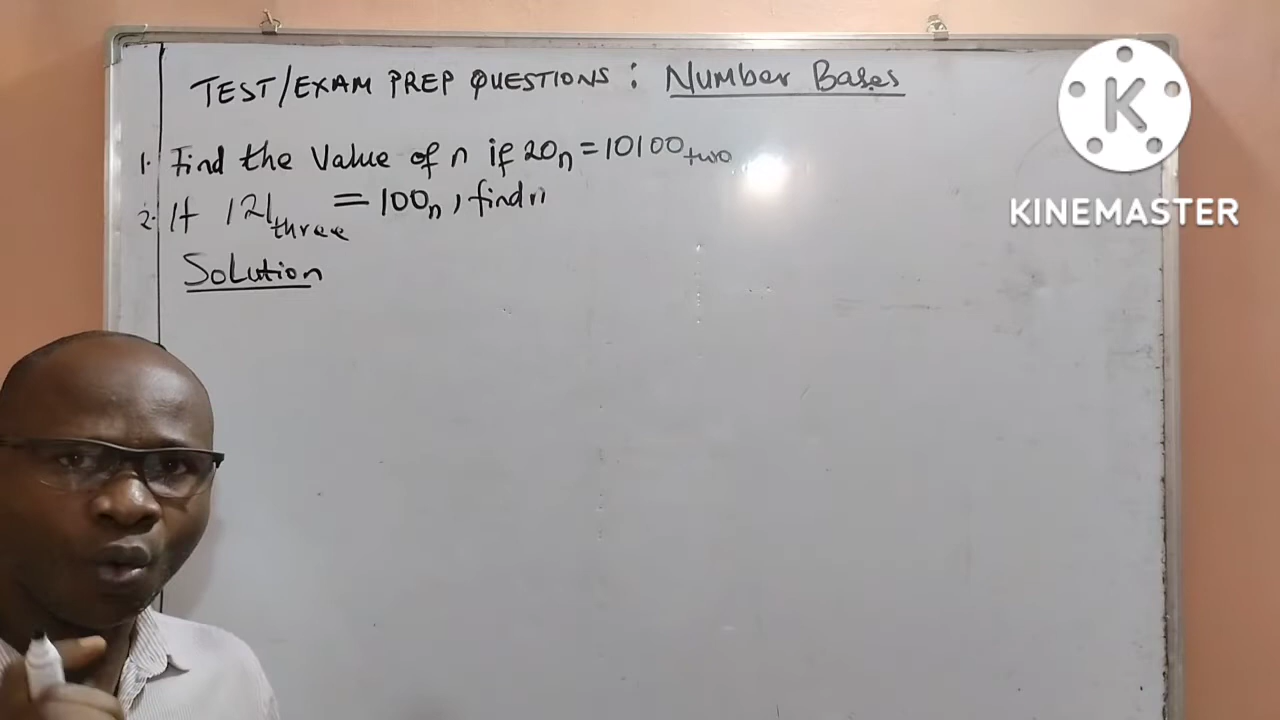 TEST/EXAM PREP QUESTIONS: Number Bases
1. Find the Value of n if 20n = 10100two
2. If 121three = 100n, find n
Solution
K
KINEMASTER